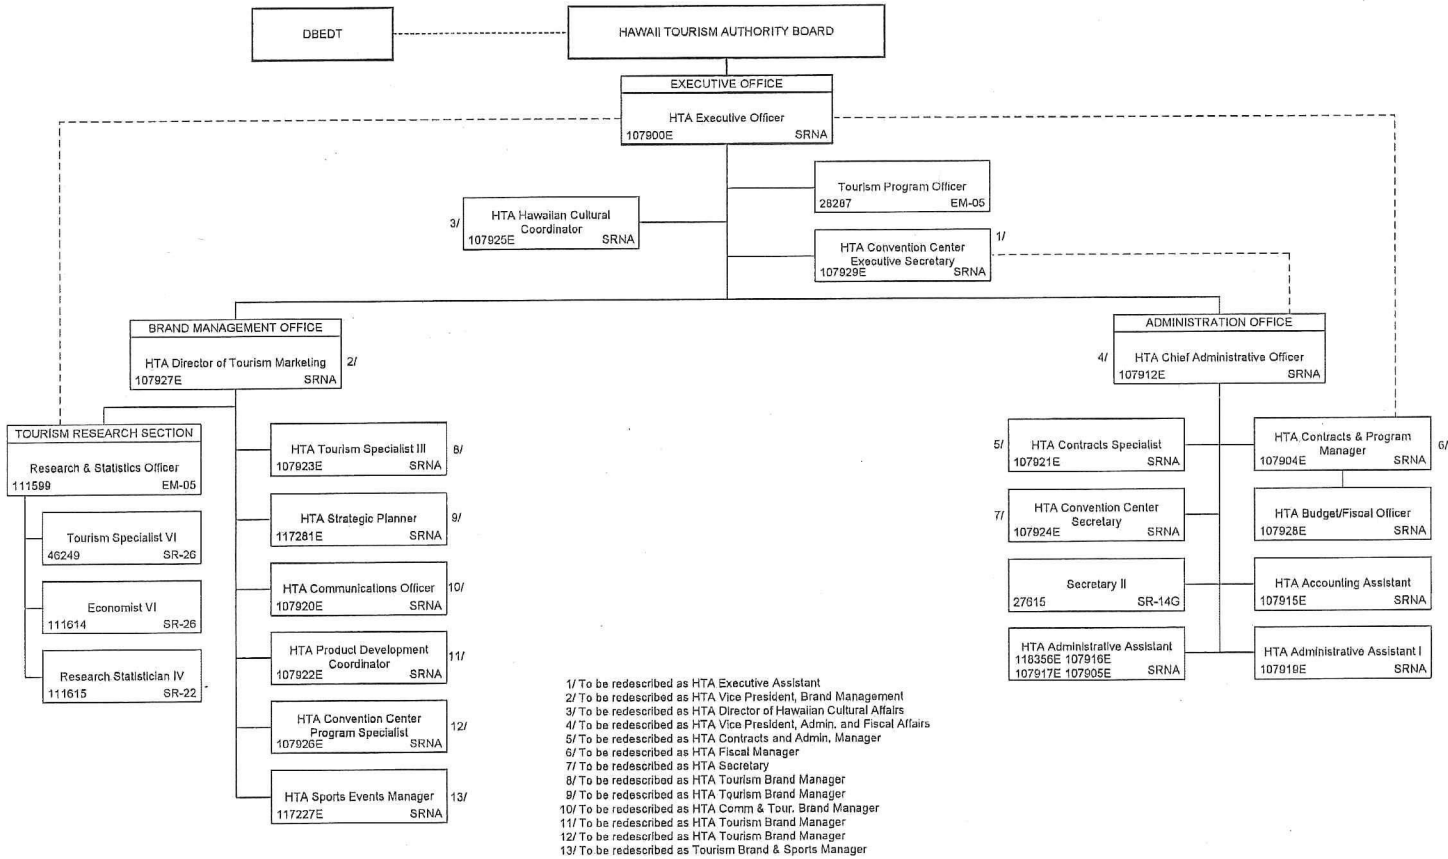 DBEDT
HAWAII TOURISM AUTHORITY BOARD
EXECUTIVE OFFICE
HTA Executive Officer
107900E SRNA
Tourism Program Officer
28287 EM-05
3/
HTA Hawaiian Cultural
Coordinator
107925E SRNA
1/
HTA Convention Center
Executive Secretary
107929E SRNA
BRAND MANAGEMENT OFFICE
HTA Director of Tourism Marketing
107927E SRNA
2/
ADMINISTRATION OFFICE
4/
HTA Chief Administrative Officer
107912E SRNA
TOURISM RESEARCH SECTION
Research & Statistics Officer
111599 EM-05
Tourism Specialist VI
46249 SR-26
Economist VI
111614 SR-26
Research Statistician IV
111615 SR-22
HTA Tourism Specialist III
107923E SRNA
8/
HTA Strategic Planner
117281E SRNA
9/
HTA Communications Officer
107920E SRNA
10/
HTA Product Development
Coordinator
107922E SRNA
11/
HTA Convention Center
Program Specialist
107926E SRNA
12/
HTA Sports Events Manager
117227E SRNA
13/
5/
HTA Contracts Specialist
107921E SRNA
HTA Contracts & Program
Manager
107904E SRNA
6/
7/
HTA Convention Center
Secretary
107924E SRNA
HTA Budget/Fiscal Officer
107928E SRNA
Secretary II
27615 SR-14G
HTA Accounting Assistant
107915E SRNA
HTA Administrative Assistant
118356E 107916E
107917E 107905E SRNA
HTA Administrative Assistant I
107919E SRNA
1/ To be redescribed as HTA Executive Assistant
2/ To be redescribed as HTA Vice President, Brand Management
3/ To be redescribed as HTA Director of Hawaiian Cultural Affairs
4/ To be redescribed as HTA Vice President, Admin. and Fiscal Affairs
5/ To be redescribed as HTA Contracts and Admin. Manager
6/ To be redescribed as HTA Fiscal Manager
7/ To be redescribed as HTA Secretary
8/ To be redescribed as HTA Tourism Brand Manager
9/ To be redescribed as HTA Tourism Brand Manager
10/ To be redescribed as HTA Comm & Tour. Brand Manager
11/ To be redescribed as HTA Tourism Brand Manager
12/ To be redescribed as HTA Tourism Brand Manager
13/ To be redescribed as Tourism Brand & Sports Manager